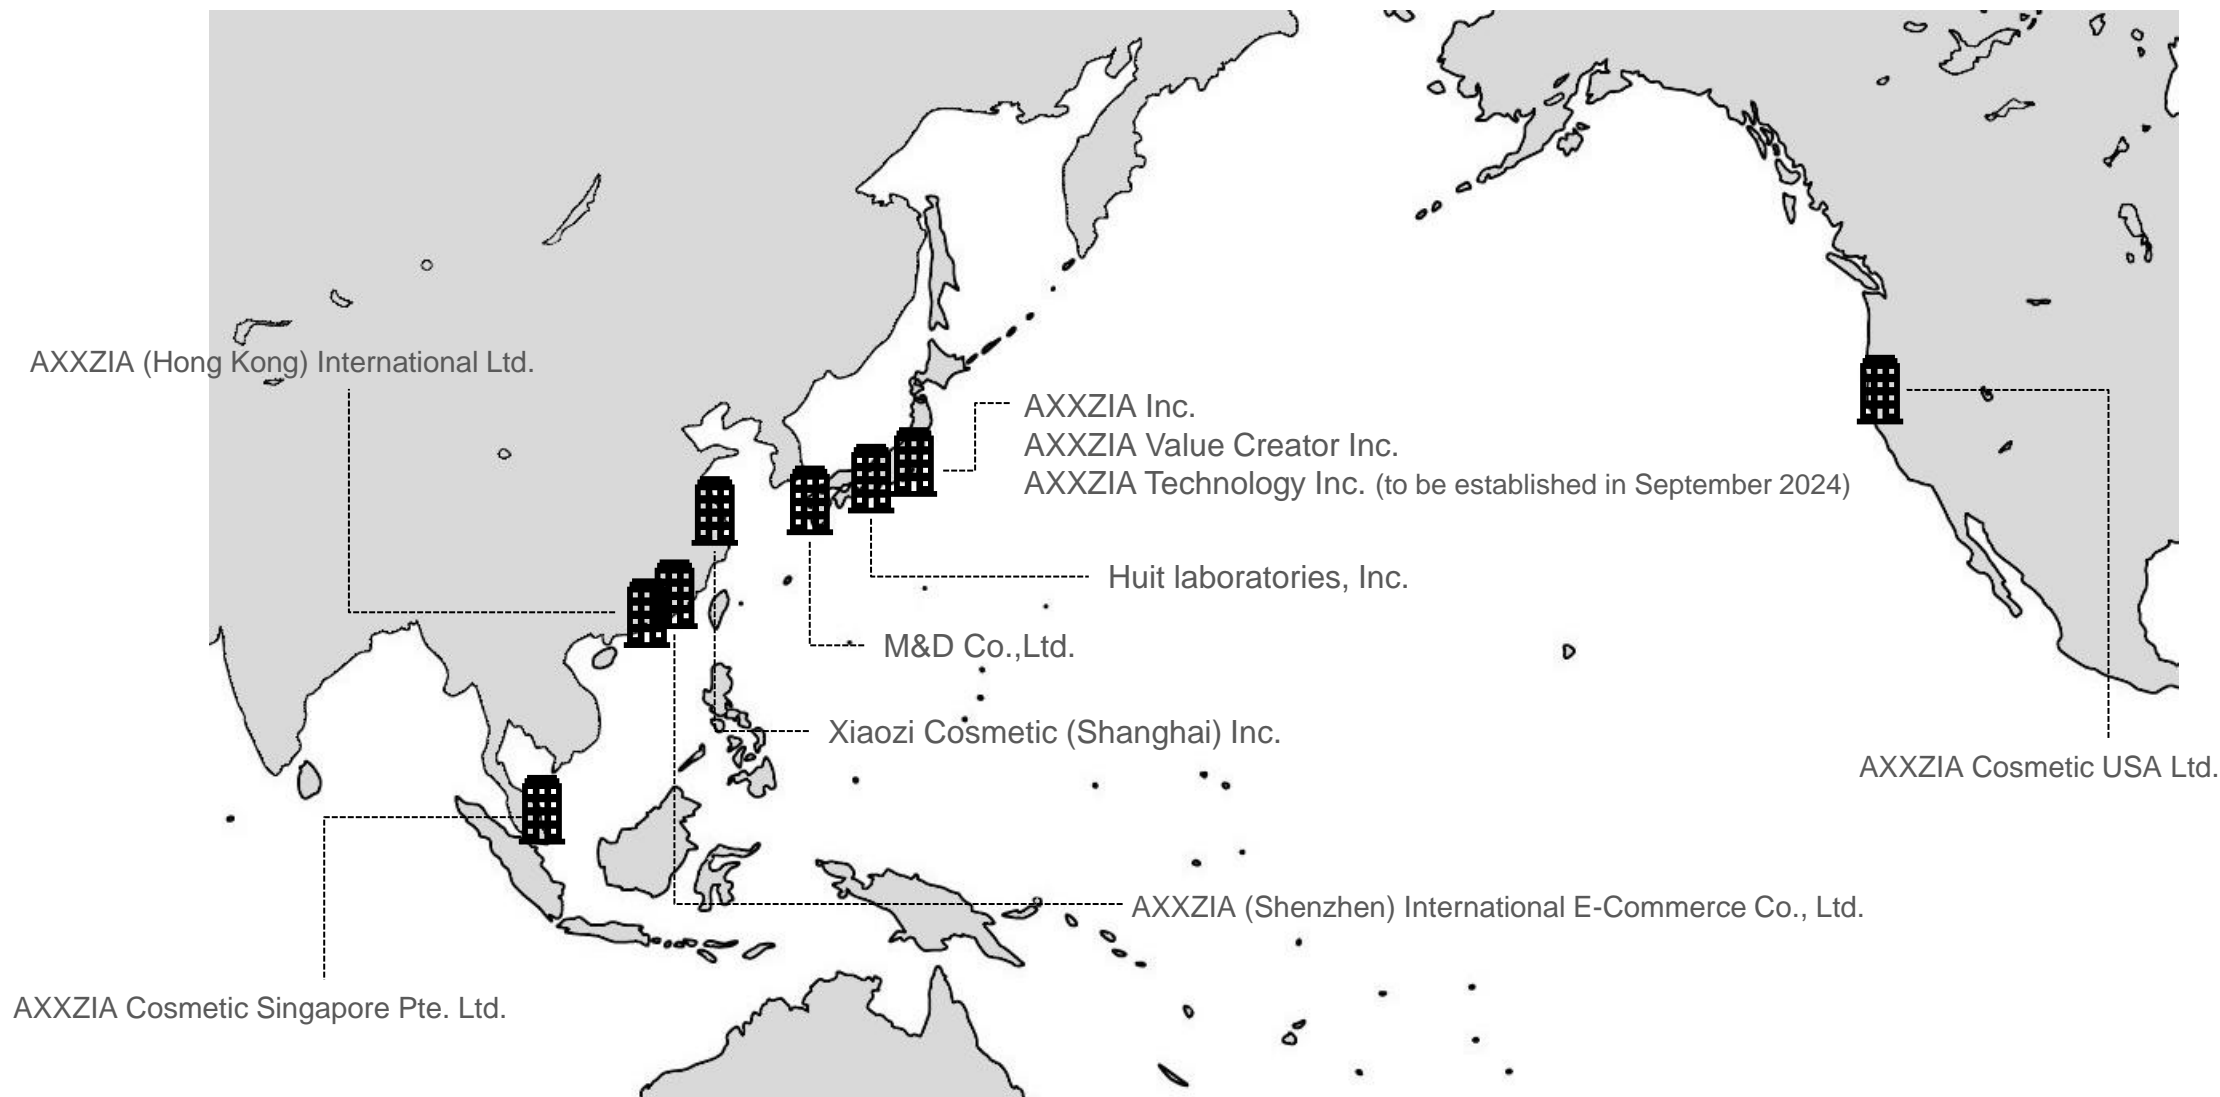 AXXZIA (Hong Kong) International Ltd.
AXXZIA Inc.
AXXZIA Value Creator Inc.
AXXZIA Technology Inc. (to be established in September 2024)
Huit laboratories, Inc.
M&D Co.,Ltd.
Xiaozi Cosmetic (Shanghai) Inc.
AXXZIA Cosmetic USA Ltd.
AXXZIA (Shenzhen) International E-Commerce Co., Ltd.
AXXZIA Cosmetic Singapore Pte. Ltd.